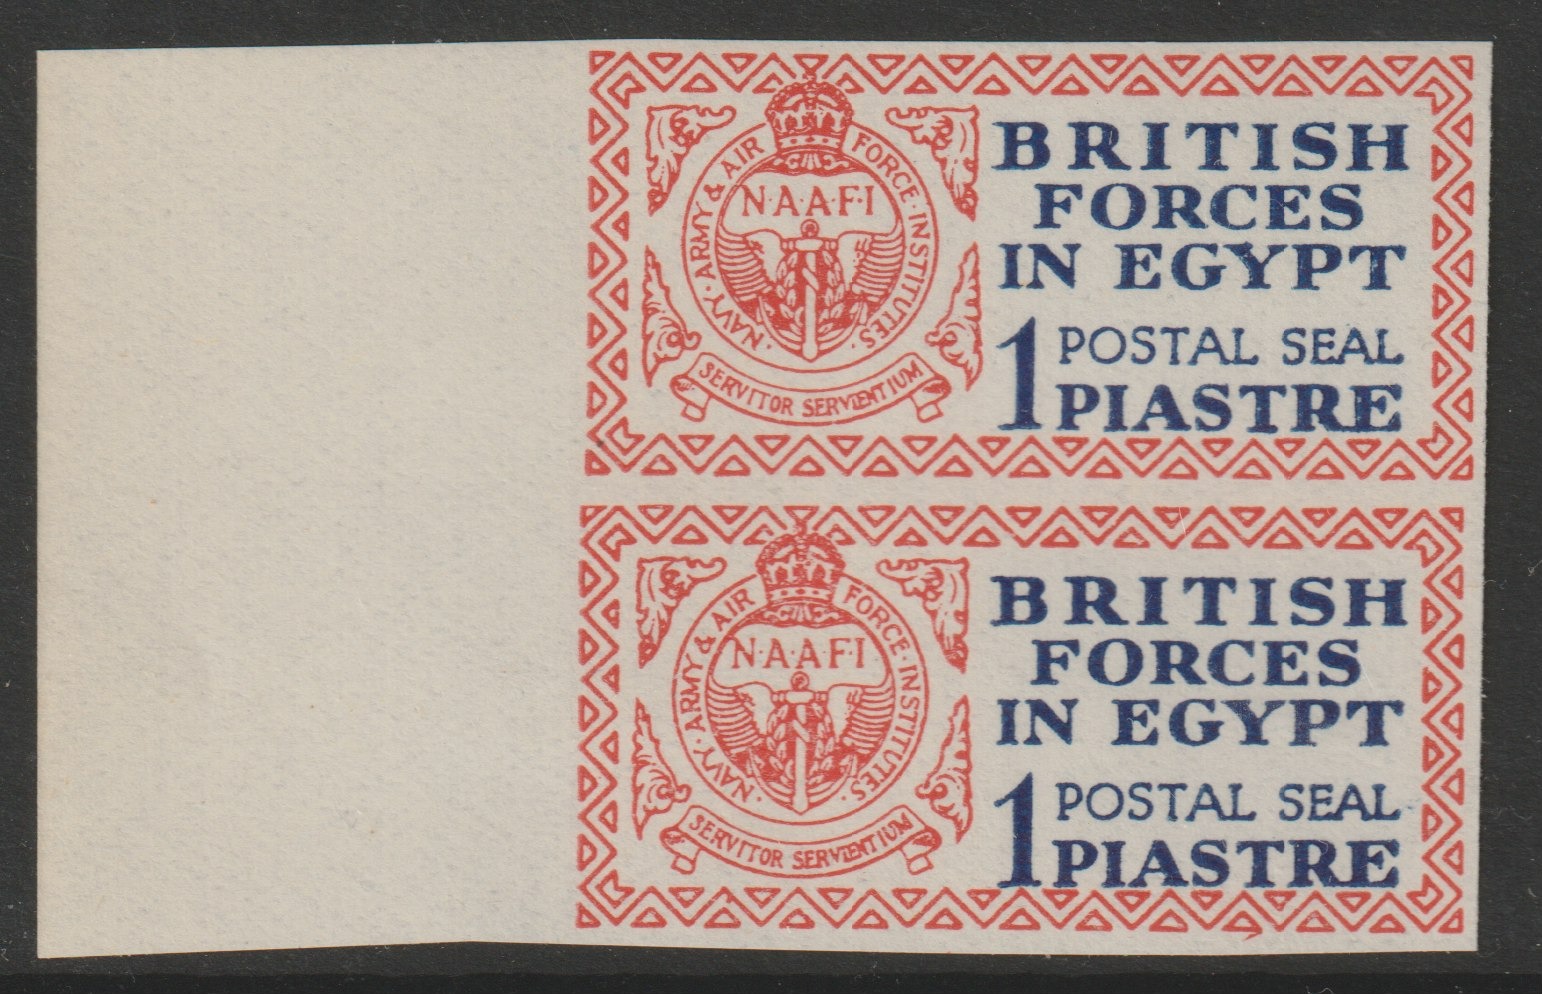 NAVY · ARMY & AIR FORCE · INSTITUTES ·
N·A·A·F·I
SERVITOR SERVIENTIUM
BRITISH
FORCES
IN EGYPT
1 POSTAL SEAL
PIASTRE
NAVY · ARMY & AIR FORCE · INSTITUTES ·
N·A·A·F·I
SERVITOR SERVIENTIUM
BRITISH
FORCES
IN EGYPT
1 POSTAL SEAL
PIASTRE